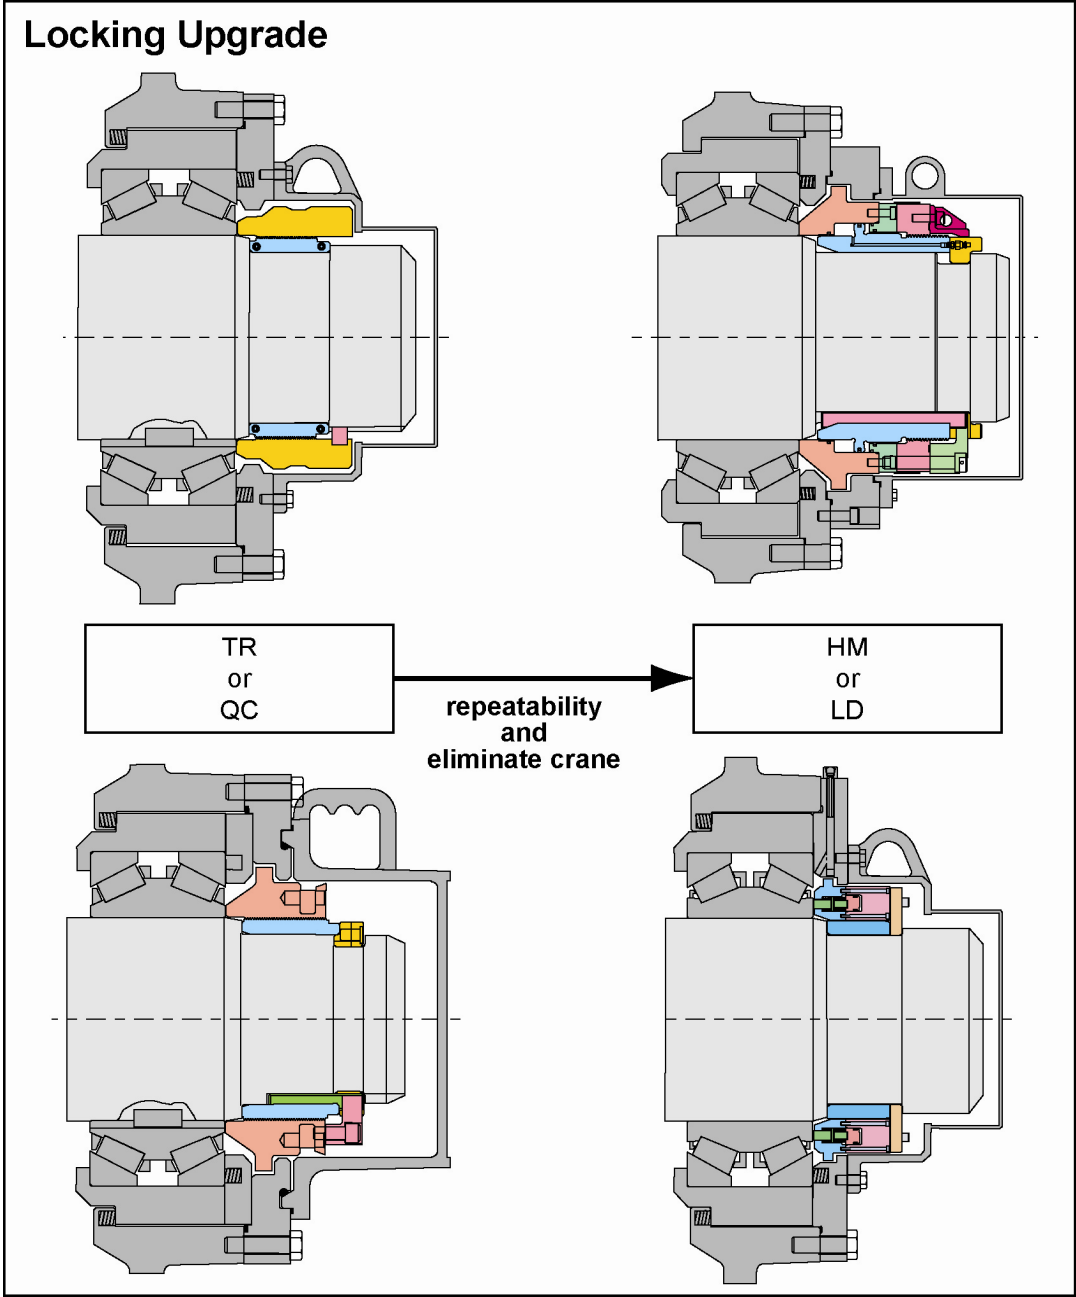 Locking Upgrade
TR
or
QC
repeatability
and
eliminate crane
HM
or
LD